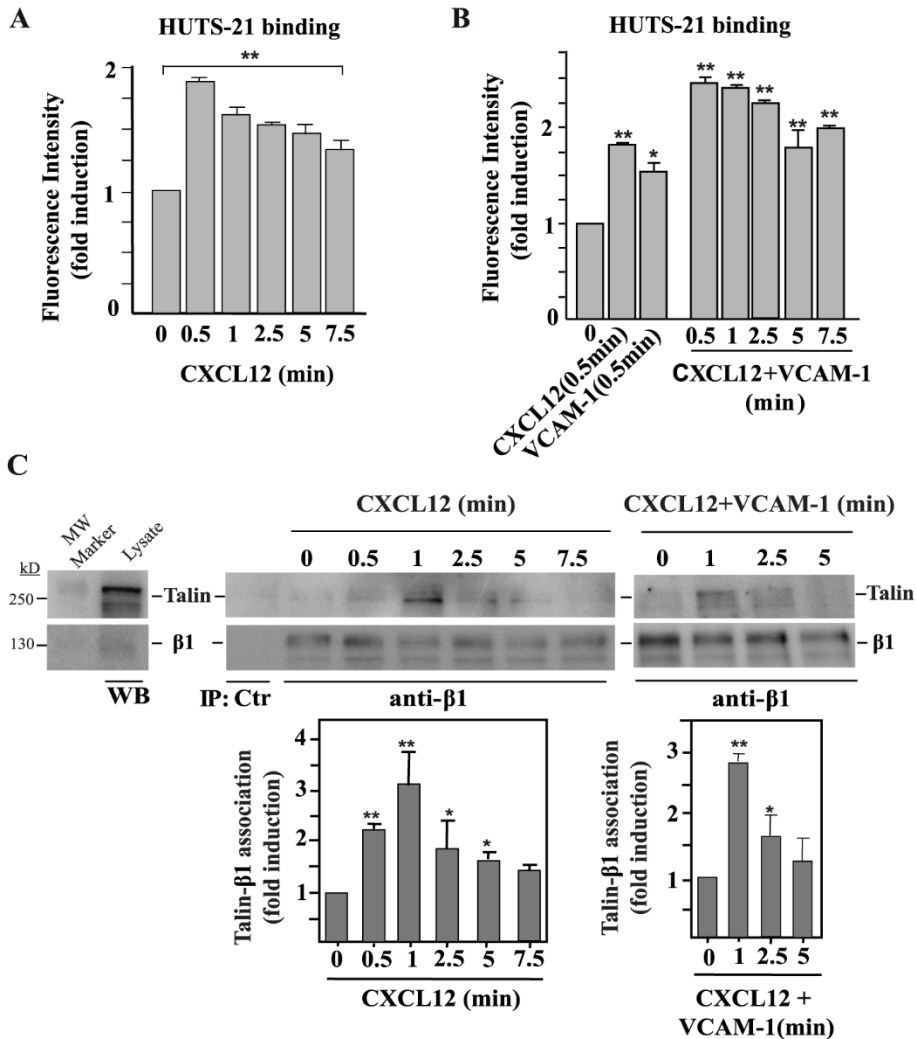 A
HUTS-21 binding
**
Fluorescence Intensity
(fold induction)
2
1
0
0 0.5 1 2.5 5 7.5
CXCL12 (min)
B
HUTS-21 binding
** * ** ** ** ** **
Fluorescence Intensity
(fold induction)
2
1
0
0
CXCL12(0.5min)
VCAM-1(0.5min)
0.5 1 2.5 5 7.5
CXCL12+VCAM-1
(min)
C
MW
Marker
Lysate
kD
250
130
Talin
β1
WB
CXCL12 (min)
0 0.5 1 2.5 5 7.5
IP: Ctr
anti-β1
CXCL12+VCAM-1 (min)
0 1 2.5 5
Talin
β1
anti-β1
Talin-β1 association
(fold induction)
4
3
2
1
** ** * *
0 0.5 1 2.5 5 7.5
CXCL12 (min)
Talin-β1 association
(fold induction)
3
2
1
** *
0 1 2.5 5
CXCL12 +
VCAM-1(min)